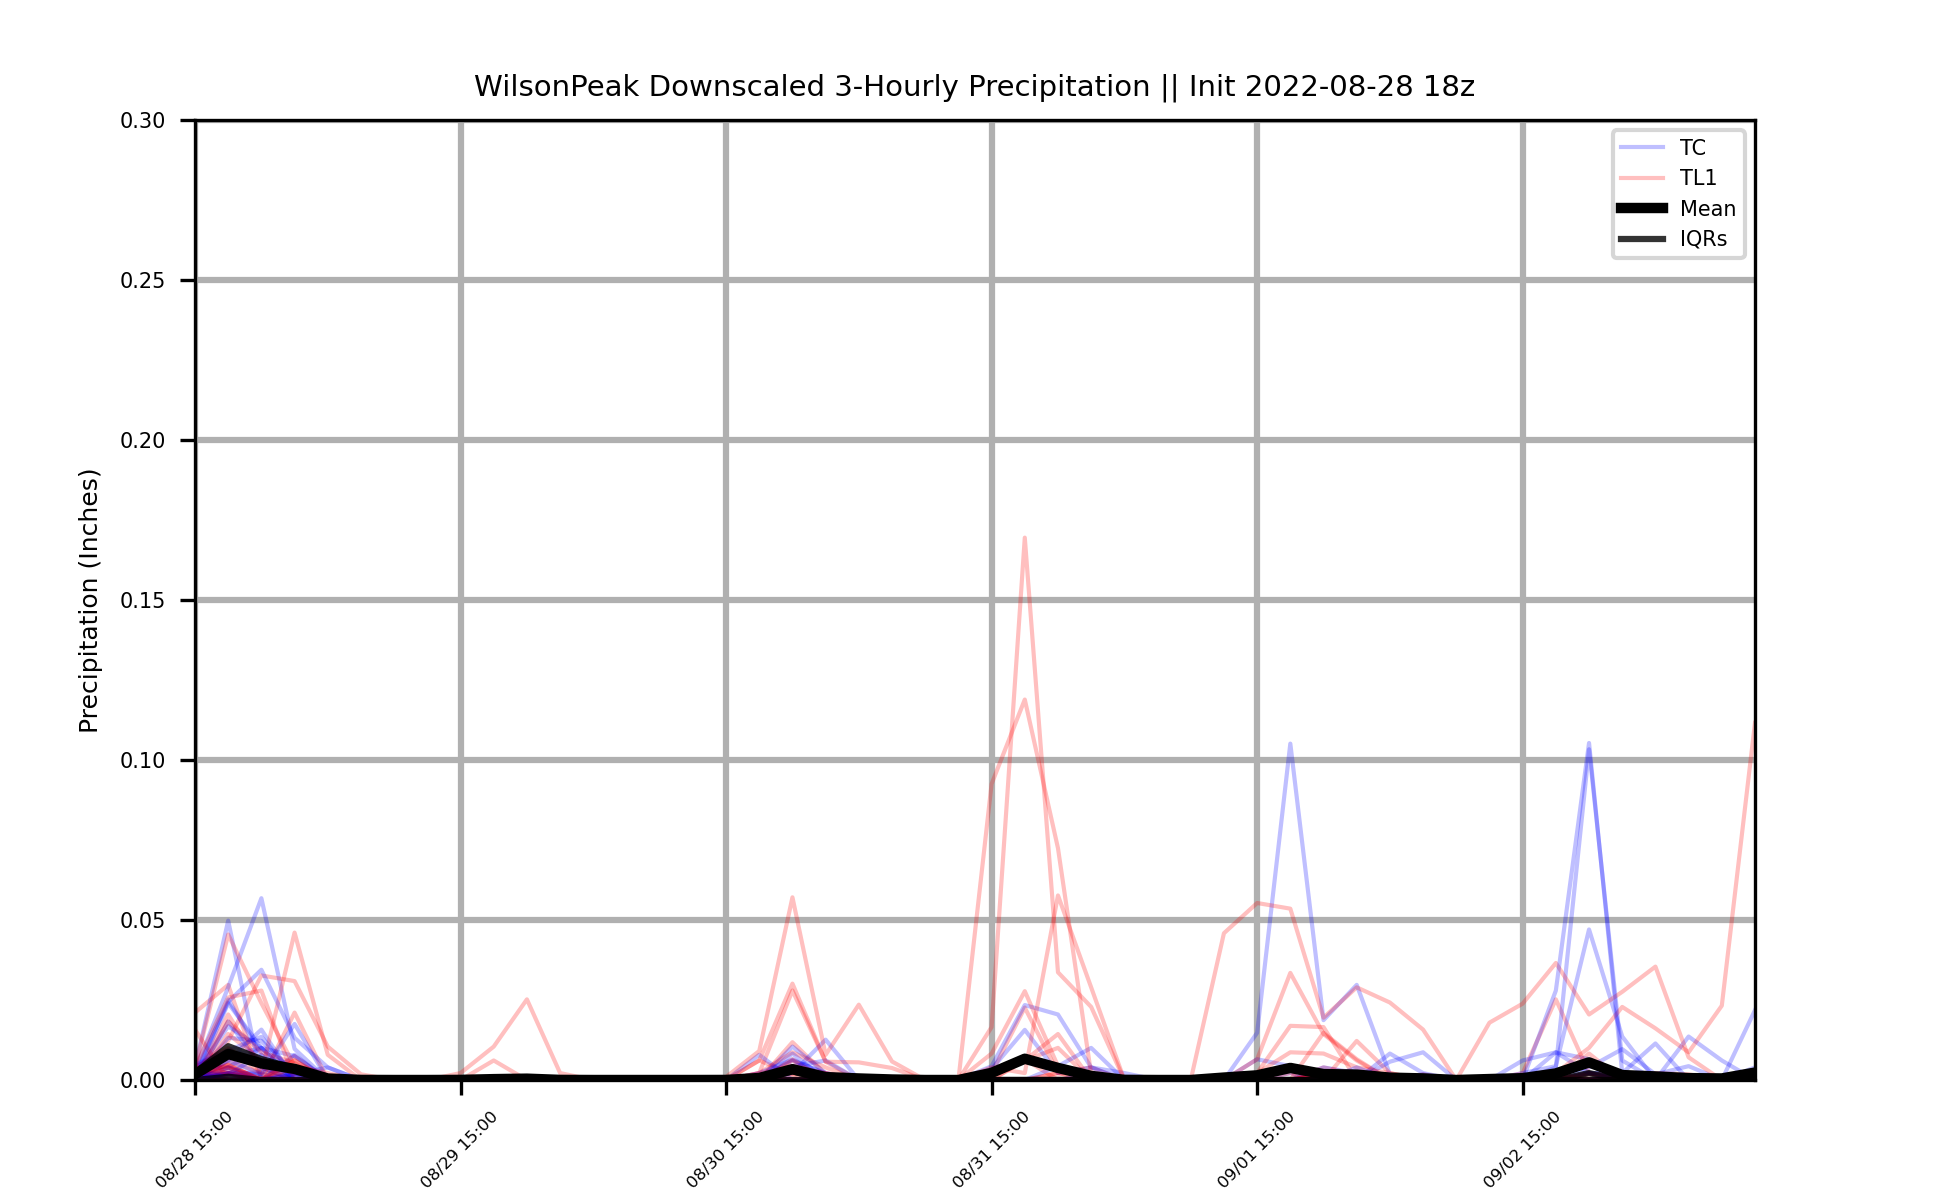 WilsonPeak Downscaled 3-Hourly Precipitation || Init 2022-08-28 18z
Precipitation (Inches)
0.30
0.25
0.20
0.15
0.10
0.05
0.00
TC
TL1
Mean
IQRs
08/28 15:00
08/29 15:00
08/30 15:00
08/31 15:00
09/01 15:00
09/02 15:00